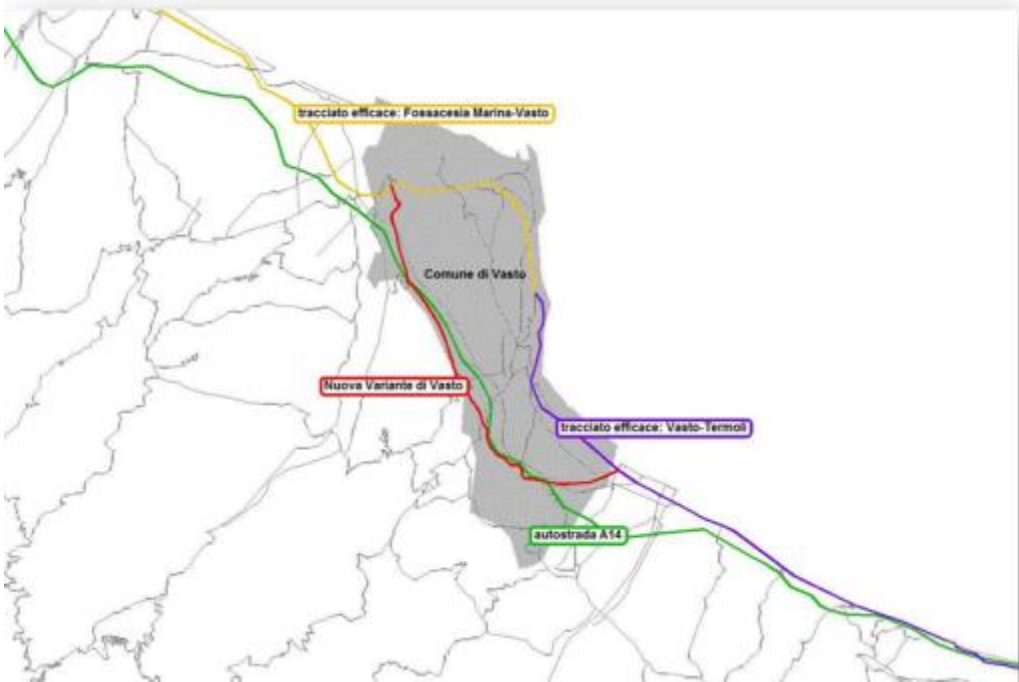 tracciato efficace: Fossacesia Marina-Vasto
Comune di Vasto
Nuova Variante di Vasto
tracciato efficace: Vasto-Termoli
autostrada A14